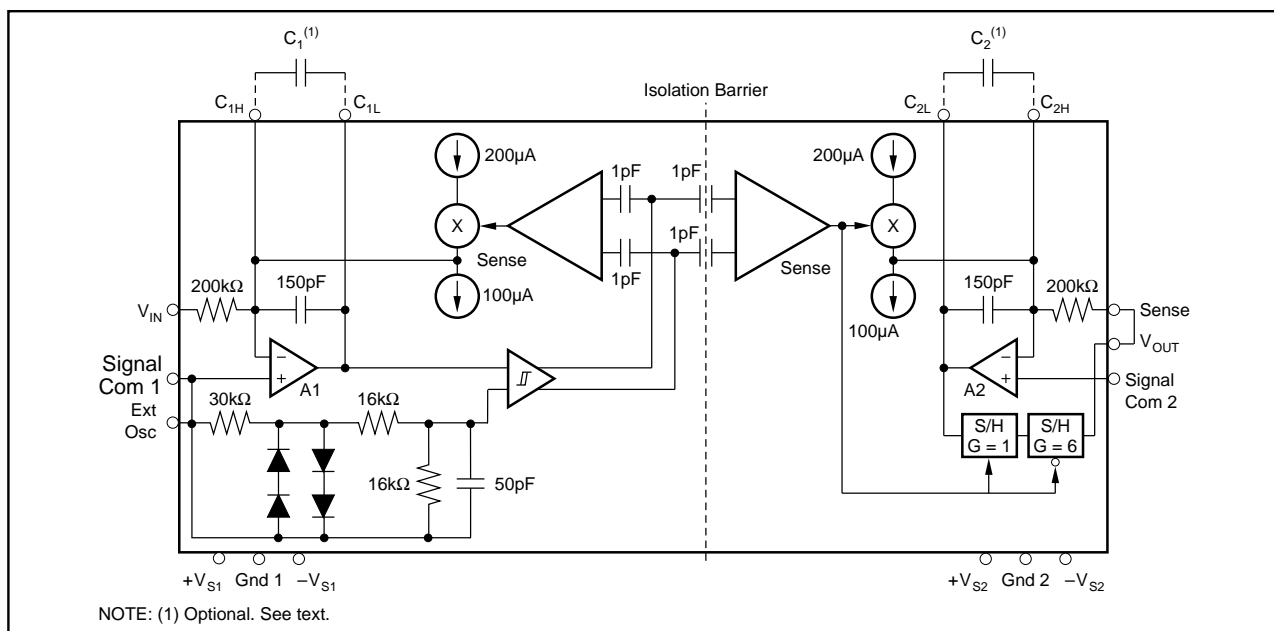 C1(1)
C2(1)
Isolation Barrier
C1H
C1L
C2L
C2H
200µA
1pF
1pF
200µA
X
X
1pF
Sense
1pF
Sense
200kΩ
150pF
100µA
100µA
150pF
200kΩ
VIN
Sense
VOUT
Signal
Com 1
–
+
A1
–
+
A2
Signal
Com 2
Ext
Osc
30kΩ
16kΩ
S/H
G = 1
S/H
G = 6
16kΩ
50pF
+VS1
Gnd 1
–VS1
+VS2
Gnd 2
–VS2
NOTE: (1) Optional. See text.